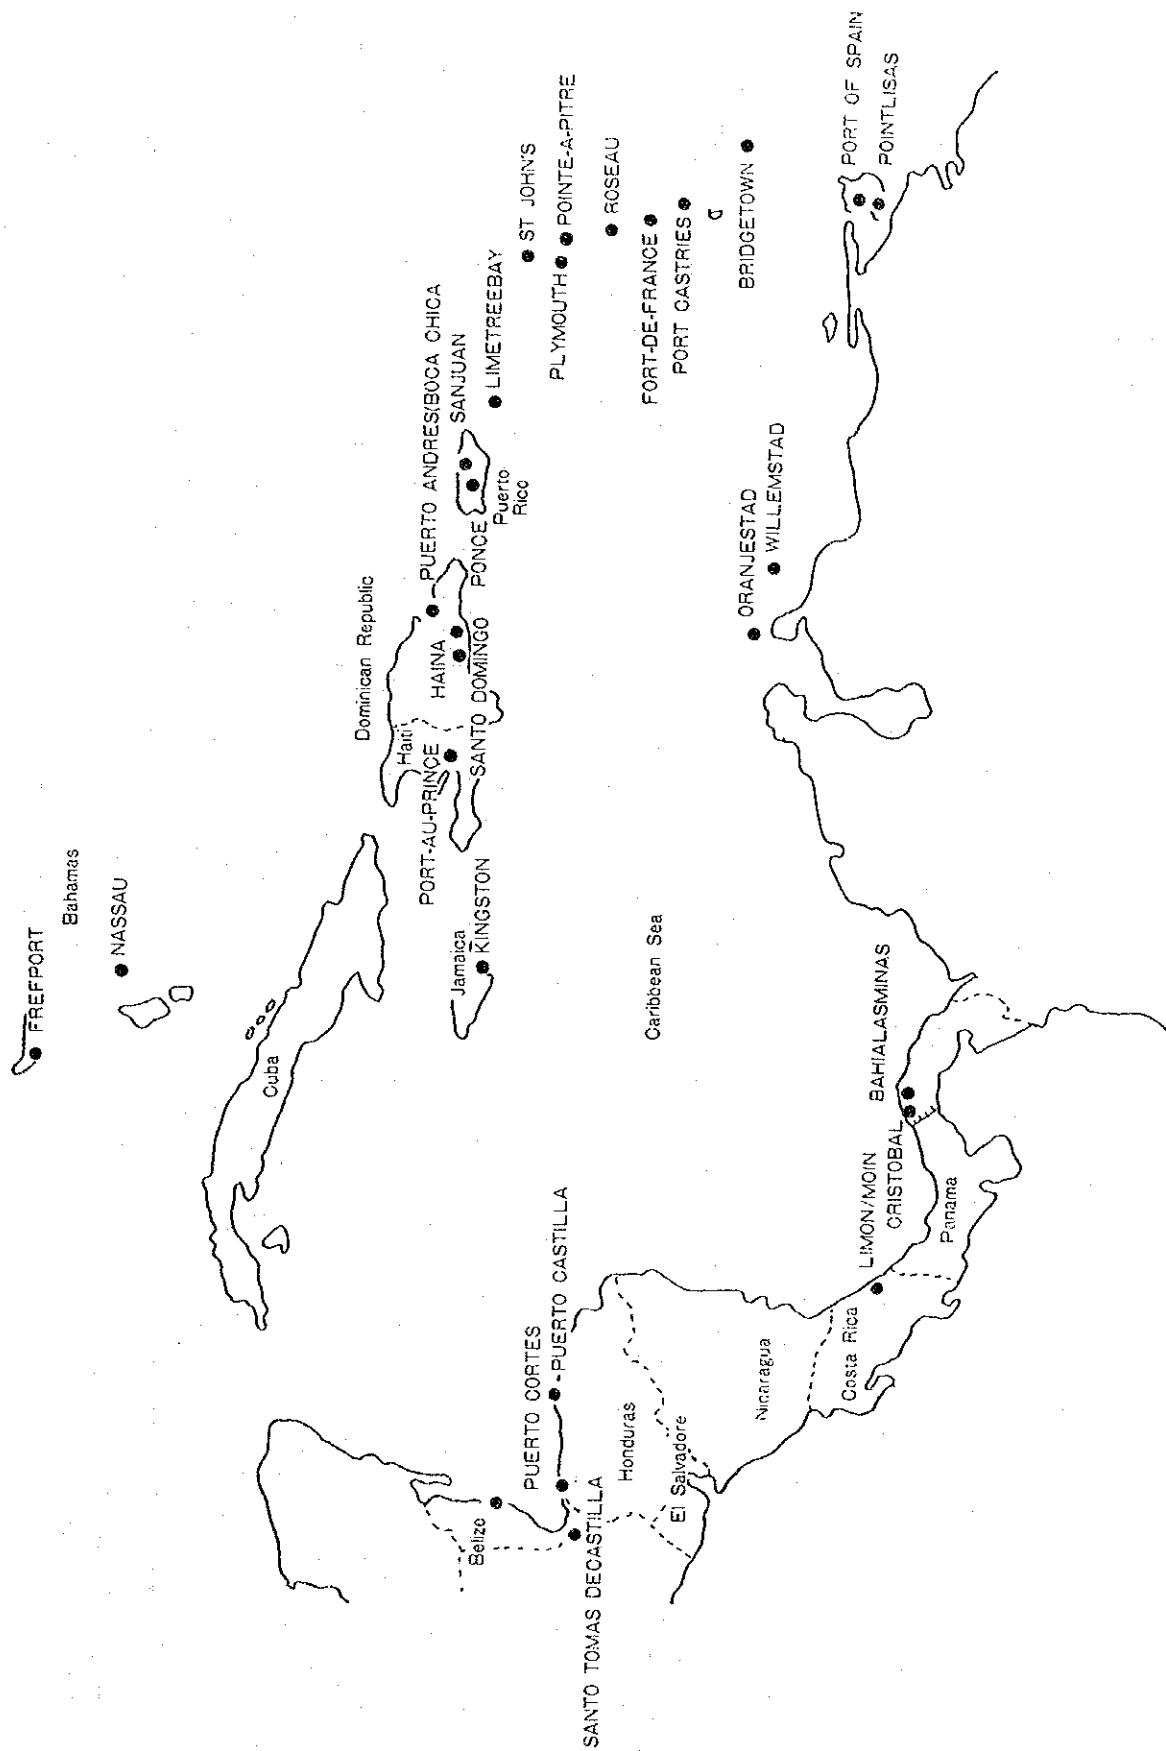 FREFPORT
Bahamas
NASSAU
Cuba
Dominican Republic
Haiti
PORT-AU-PRINCE
HAINA
PUERTO ANDRES(BOCA CHICA
SANJUAN
SANTO DOMINGO
PONCE
Puerto
Rico
LIMETREEBAY
Jamaica
KINGSTON
ST JOHN'S
PLYMOUTH
POINTE-A-PITRE
ROSEAU
FORT-DE-FRANCE
PORT CASTRIES
BRIDGETOWN
Caribbean Sea
ORANJESTAD
WILLEMSTAD
PORT OF SPAIN
POINTLISAS
Belize
PUERTO CORTES
PUERTO CASTILLA
SANTO TOMAS DECASTILLA
Honduras
El Salvadore
Nicaragua
Costa Rica
LIMON/MOIN
CRISTOBAL
BAHIALASMINAS
Panama